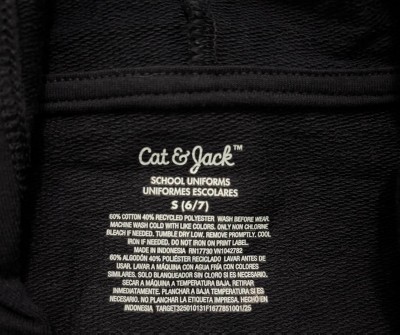 Cat & Jack™
SCHOOL UNIFORMS
UNIFORMES ESCOLARES
S (6/7)
60% COTTON 40% RECYCLED POLYESTER WASH BEFORE WEAR.
MACHINE WASH COLD WITH LIKE COLORS. ONLY NON CHLORINE
BLEACH IF NEEDED. TUMBLE DRY LOW. REMOVE PROMPTLY. COOL
IRON IF NEEDED. DO NOT IRON ON PRINT LABEL.
MADE IN INDONESIA RN17730 VN1042782
60% ALGODÓN 40% POLIÉSTER RECICLADO LAVAR ANTES DE
USAR. LAVAR A MÁQUINA CON AGUA FRÍA CON COLORES
SIMILARES. SOLO BLANQUEADOR SIN CLORO SI ES NECESARIO.
SECAR A MÁQUINA A TEMPERATURA BAJA. RETIRAR
INMEDIATAMENTE. PLANCHAR A BAJA TEMPERATURA SI ES
NECESARIO. NO PLANCHAR LA ETIQUETA IMPRESA. HECHO EN
INDONESIA TARGET325010131F1677851OQ1/25